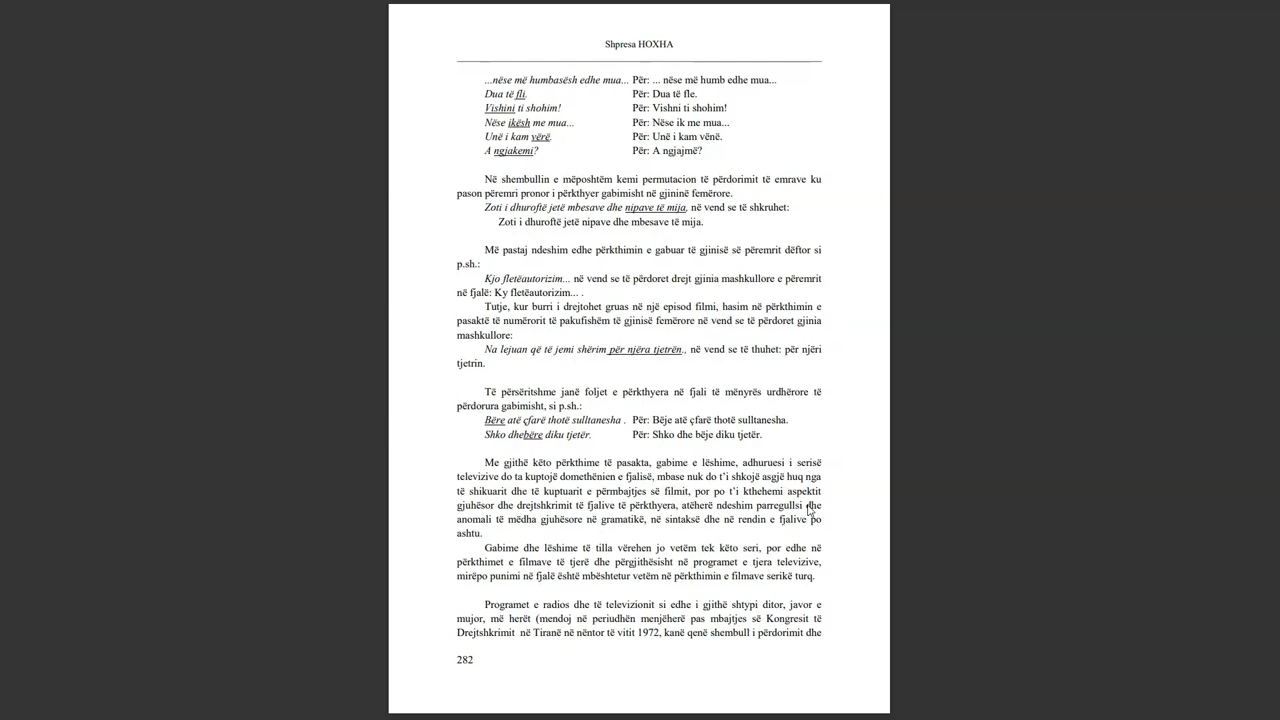 Shpresa HOXHA
...nëse më humbasësh edhe mua... Për: ... nëse më humb edhe mua...
Dua të fli. Për: Dua të fle.
Vishini ti shohim! Për: Vishni ti shohim!
Nëse ikësh me mua... Për: Nëse ik me mua...
Unë i kam vërë. Për: Unë i kam vënë.
A ngjakemi? Për: A ngjajmë?
Në shembullin e mëposhtëm kemi permutacion të përdorimit të emrave ku
pason përemri pronor i përkthyer gabimisht në gjininë femërore.
Zoti i dhuroftë jetë mbesave dhe nipave të mija, në vend se të shkruhet:
Zoti i dhuroftë jetë nipave dhe mbesave të mija.
Më pastaj ndeshim edhe përkthimin e gabuar të gjinisë së përemrit dëftor si
p.sh.:
Kjo fletëautorizim... në vend se të përdoret drejt gjinia mashkullore e përemrit
në fjalë: Ky fletëautorizim... .
Tutje, kur burri i drejtohet gruas në një episod filmi, hasim në përkthimin e
pasaktë të numërorit të pakufishëm të gjinisë femërore në vend se të përdoret gjinia
mashkullore:
Na lejuan që të jemi shërim për njëra tjetrën., në vend se të thuhet: për njëri
tjetrin.
Të përsëritshme janë foljet e përkthyera në fjali të mënyrës urdhërore të
përdorura gabimisht, si p.sh.:
Bëre atë çfarë thotë sulltanesha . Për: Bëje atë çfarë thotë sulltanesha.
Shko dhebëre diku tjetër. Për: Shko dhe bëje diku tjetër.
Me gjithë këto përkthime të pasakta, gabime e lëshime, adhuruesi i serisë
televizive do ta kuptojë domethënien e fjalisë, mbase nuk do t’i shkojë asgjë huq nga
të shikuarit dhe të kuptuarit e përmbajtjes së filmit, por po t’i kthehemi aspektit
gjuhësor dhe drejtshkrimit të fjalive të përkthyera, atëherë ndeshim parregullsi dhe
anomali të mëdha gjuhësore në gramatikë, në sintaksë dhe në rendin e fjalive po
ashtu.
Gabime dhe lëshime të tilla vërehen jo vetëm tek këto seri, por edhe në
përkthimet e filmave të tjerë dhe përgjithësisht në programet e tjera televizive,
mirëpo punimi në fjalë është mbështetur vetëm në përkthimin e filmave serikë turq.
Programet e radios dhe të televizionit si edhe i gjithë shtypi ditor, javor e
mujor, më herët (mendoj në periudhën menjëherë pas mbajtjes së Kongresit të
Drejtshkrimit në Tiranë në nëntor të vitit 1972, kanë qenë shembull i përdorimit dhe
282